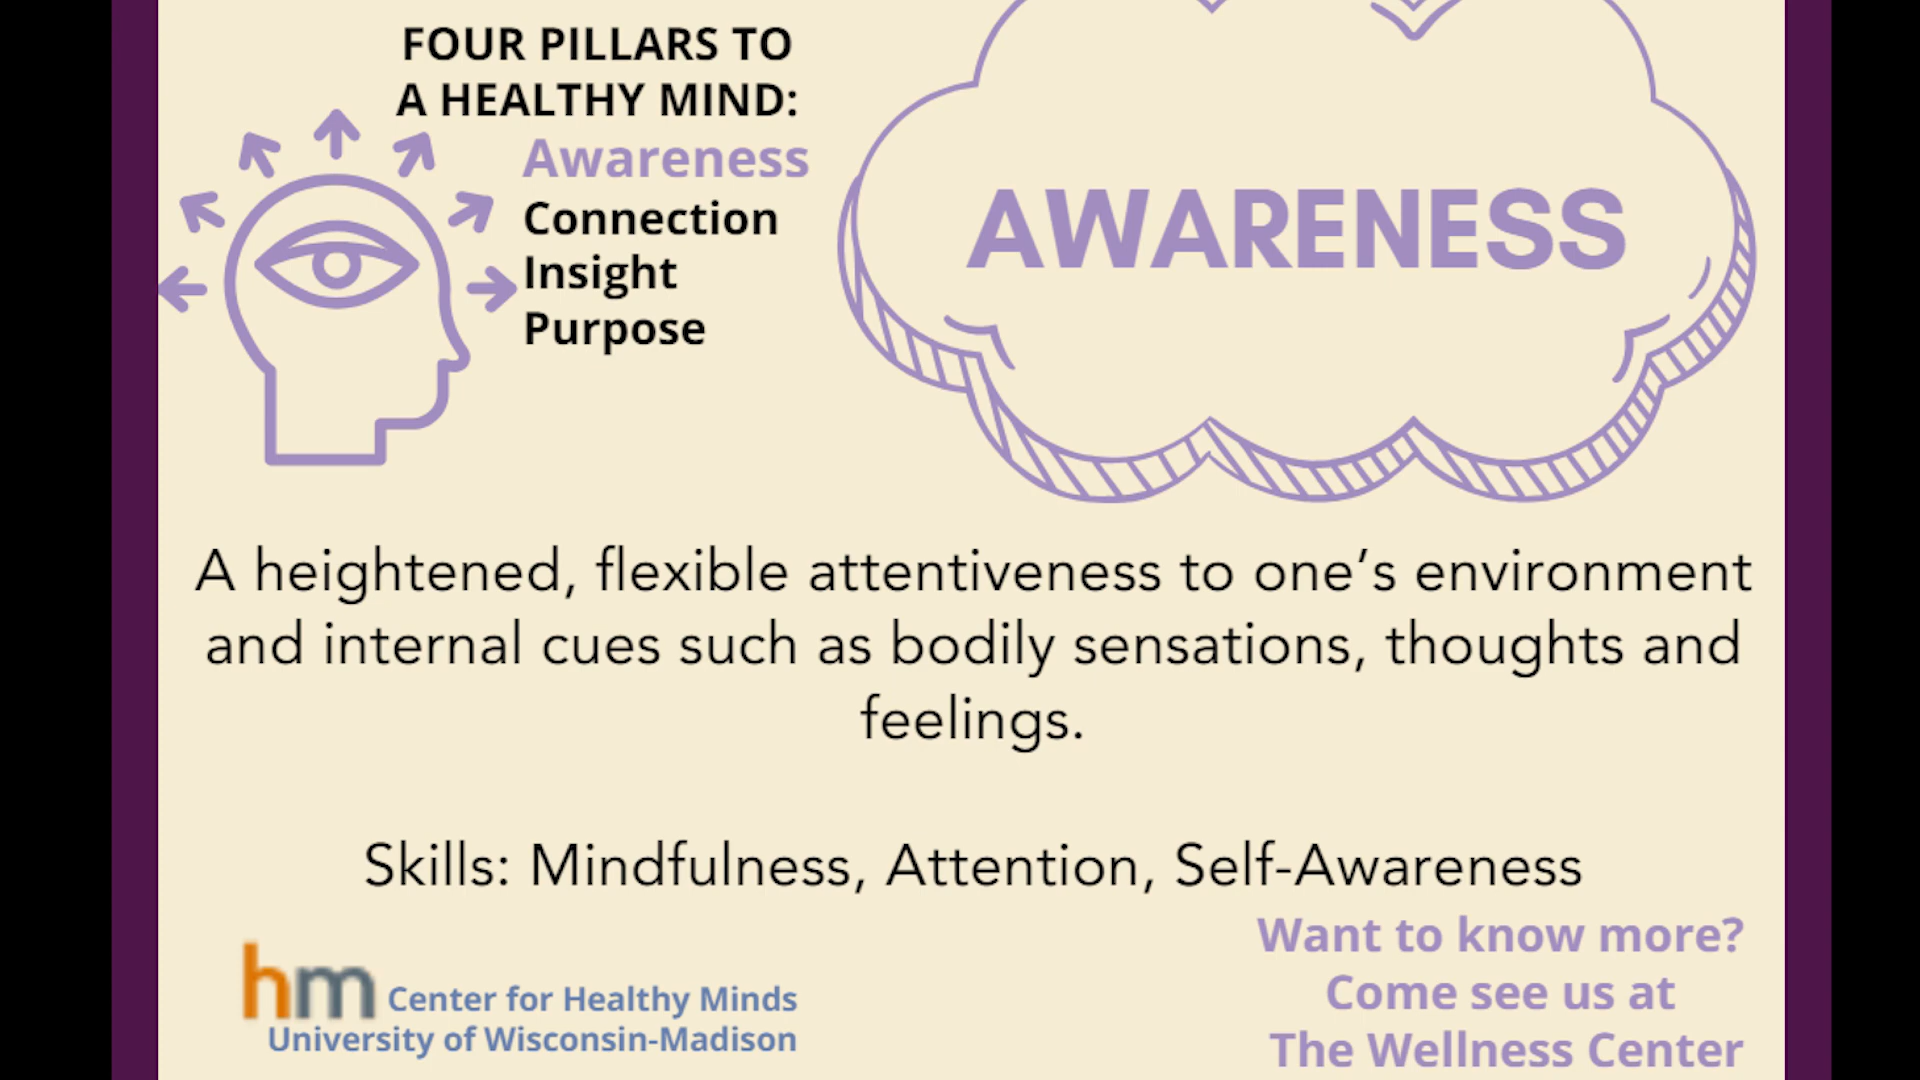 FOUR PILLARS TO
A HEALTHY MIND:
Awareness
Connection
Insight
Purpose
AWARENESS
A heightened, flexible attentiveness to one’s environment
and internal cues such as bodily sensations, thoughts and
feelings.
Skills: Mindfulness, Attention, Self-Awareness
hm Center for Healthy Minds
University of Wisconsin-Madison
Want to know more?
Come see us at
The Wellness Center